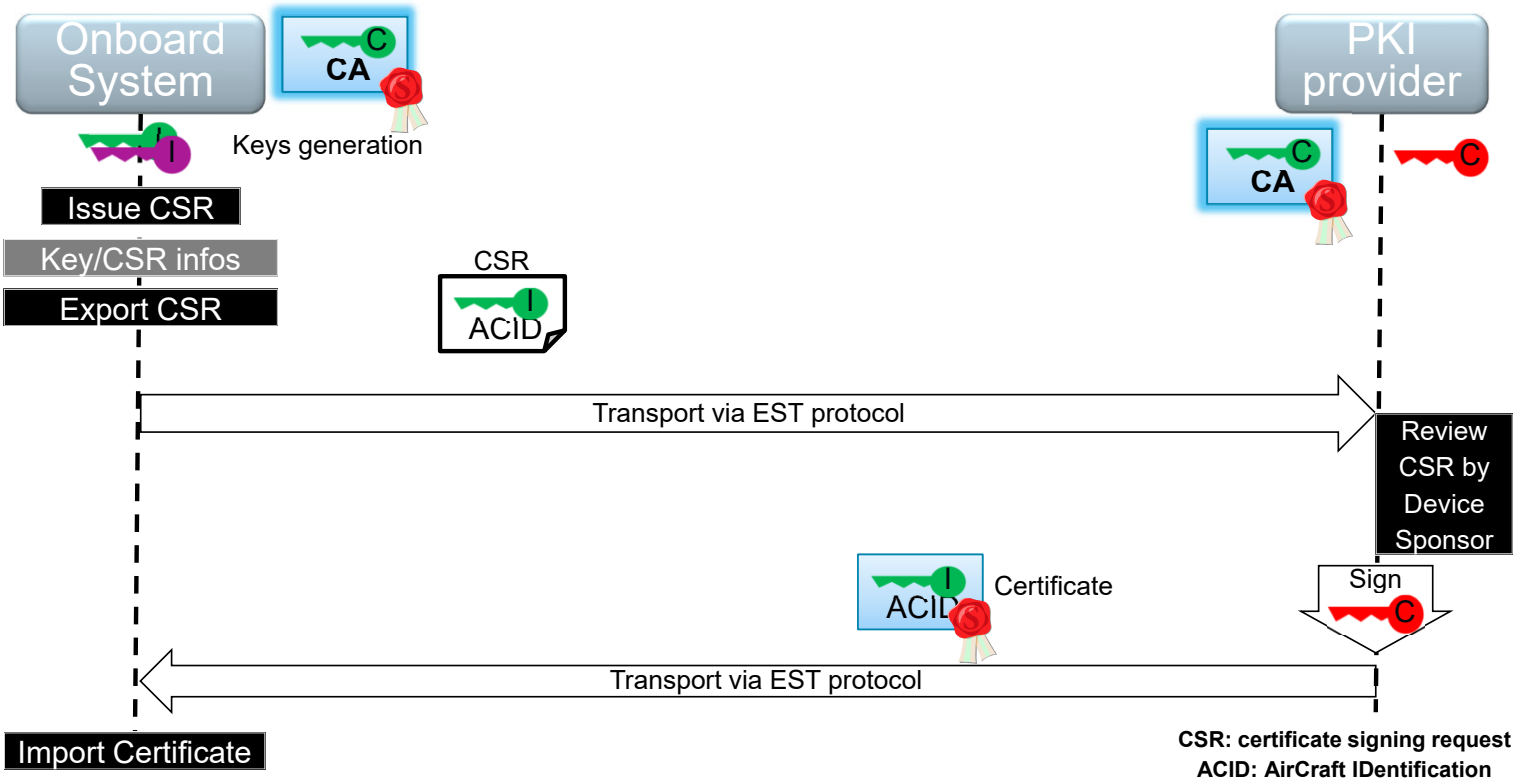 Onboard
System
C
CA
S
PKI
provider
I
I
Keys generation
C
CA
S
C
Issue CSR
Key/CSR infos
Export CSR
CSR
I
ACID
Transport via EST protocol
Review
CSR by
Device
Sponsor
I
ACID
S
Certificate
Sign
C
Transport via EST protocol
Import Certificate
CSR: certificate signing request
ACID: AirCraft IDentification